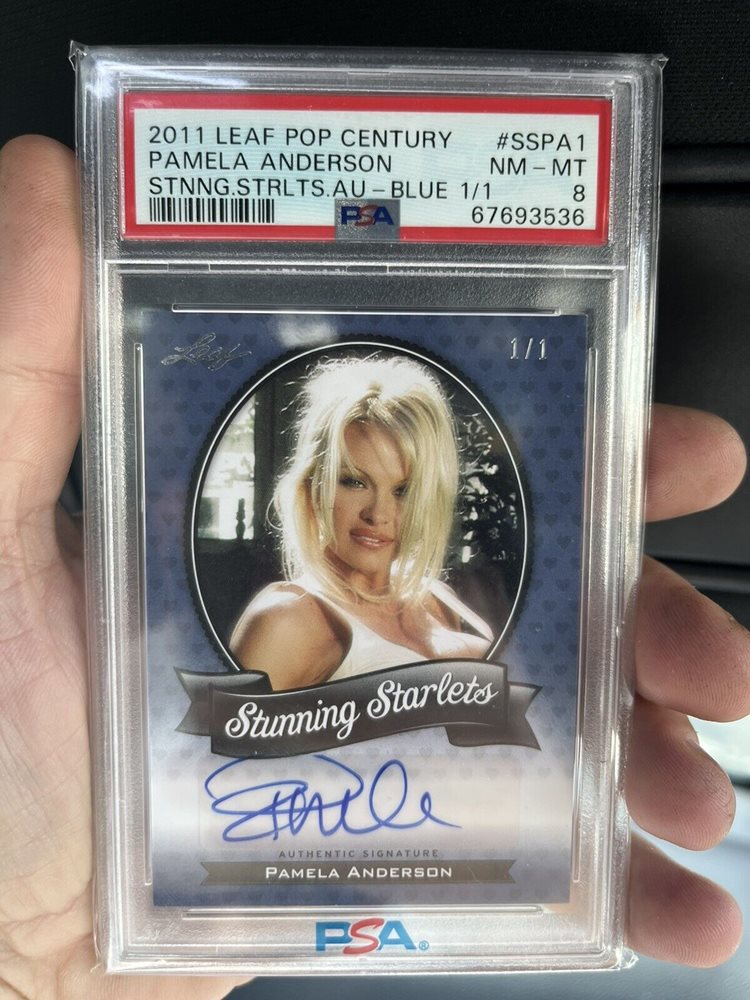 2011 LEAF POP CENTURY #SSPA1
PAMELA ANDERSON NM - MT
STNNG.STRLTS.AU - BLUE 1/1 8
PSA 67693536
Leaf 1/1
Stunning Starlets
AUTHENTIC SIGNATURE
PAMELA ANDERSON
PSA®